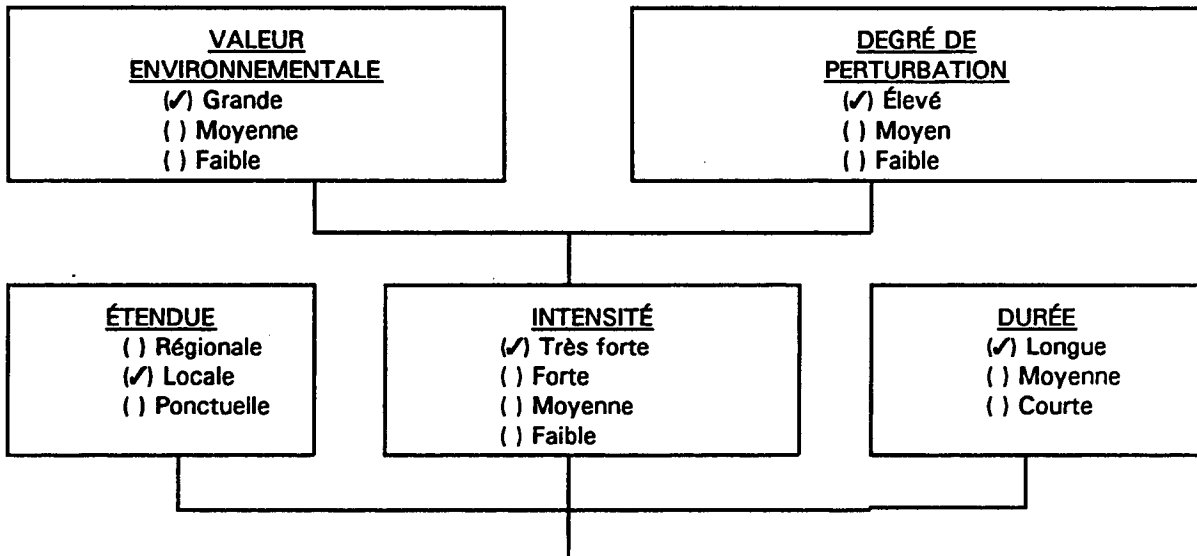 VALEUR
ENVIRONNEMENTALE
(✓) Grande
( ) Moyenne
( ) Faible
DEGRÉ DE
PERTURBATION
(✓) Élevé
( ) Moyen
( ) Faible
ÉTENDUE
( ) Régionale
(✓) Locale
( ) Ponctuelle
INTENSITÉ
(✓) Très forte
( ) Forte
( ) Moyenne
( ) Faible
DURÉE
(✓) Longue
( ) Moyenne
( ) Courte